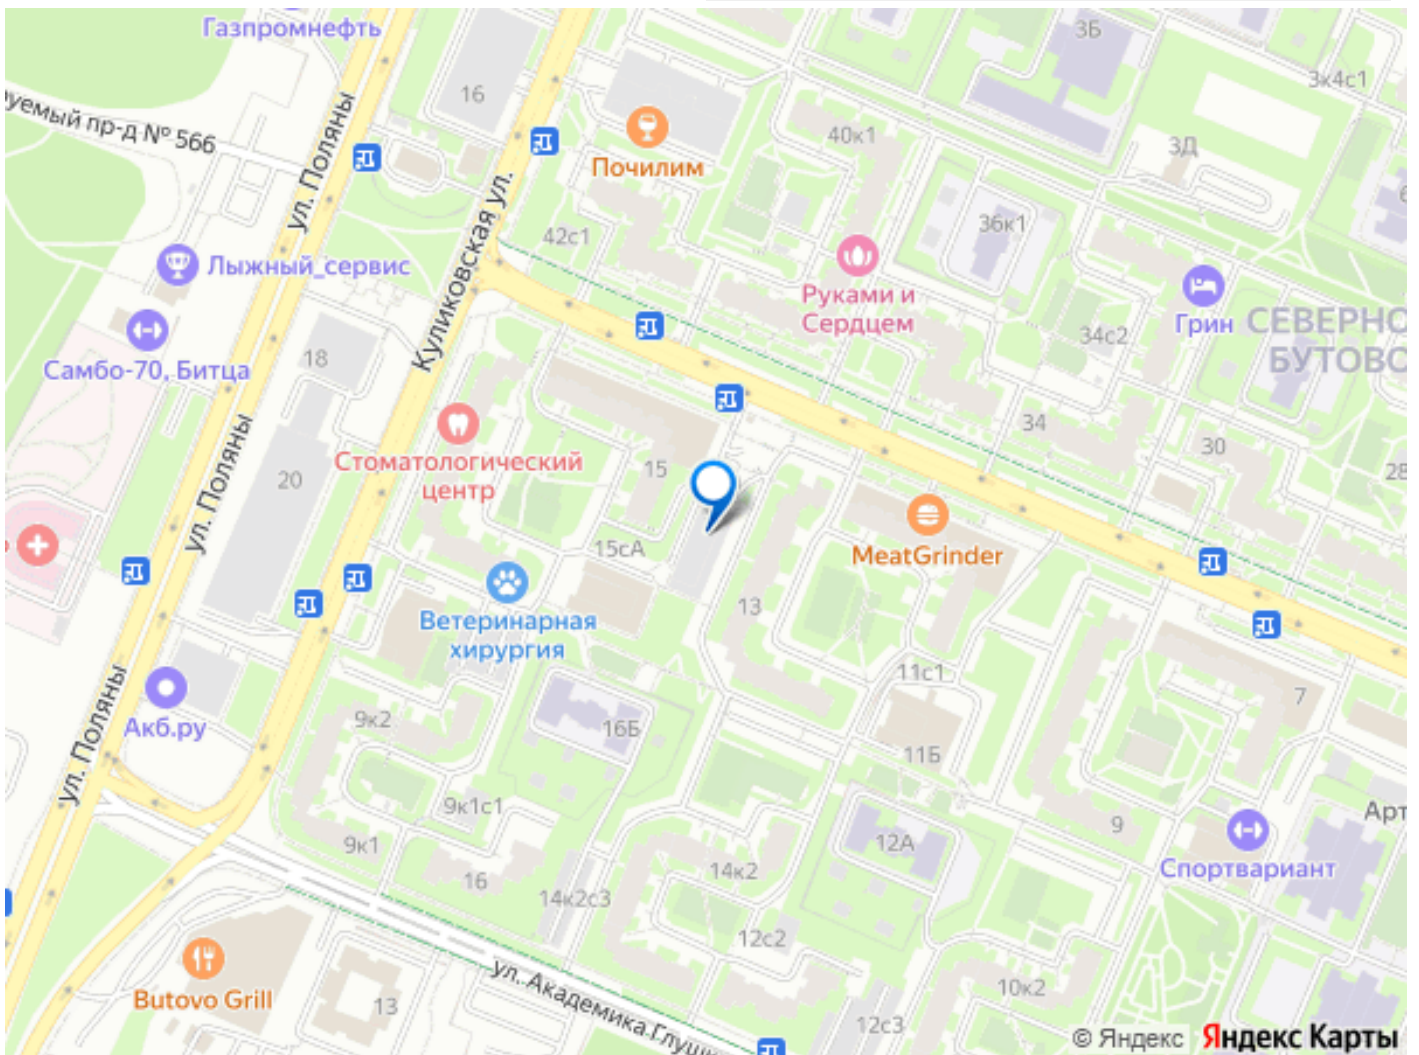 Газпромнефть
3Б
16
3к4с1
уемый пр-д № 566
ул. Поляны
Почилим
40к1
3Д
36к1
42с1
Лыжный_сервис
Куликовская ул.
Руками и
Сердцем
Грин
СЕВЕРНО
БУТОВО
34с2
Самбо-70, Битца
18
34
30
28
Стоматологический
центр
20
15
ул. Поляны
15сА
MeatGrinder
13
Ветеринарная
хирургия
11с1
7
ул. Поляны
Акб.ру
9к2
16Б
11Б
9к1с1
9
Арт
9к1
12А
Спортвариант
16
14к2
14к2с3
12с2
ул. Академика Глуш
Butovo Grill
13
10к2
12с3
© Яндекс Яндекс Карты